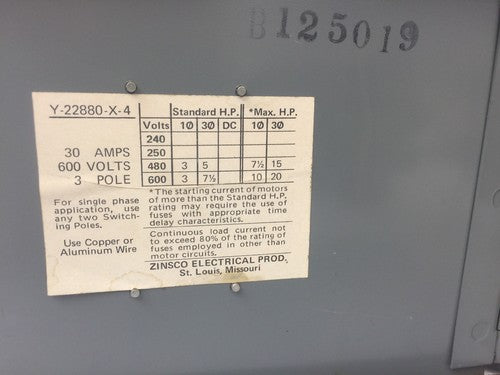 B125019
Y-22880-X-4
30 AMPS
600 VOLTS
3 POLE
For single phase
application, use
any two Switch-
ing Poles.
Use Copper or
Aluminum Wire
Standard H.P. *Max. H.P.
Volts 1Ø 3Ø DC 1Ø 3Ø
240
250
480 3 5 7½ 15
600 3 7½ 10 20
*The starting current of motors
of more than the Standard H.P.
rating may require the use of
fuses with appropriate time
delay characteristics.
Continuous load current not
to exceed 80% of the rating of
fuses employed in other than
motor circuits.
ZINSCO ELECTRICAL PROD.
St. Louis, Missouri